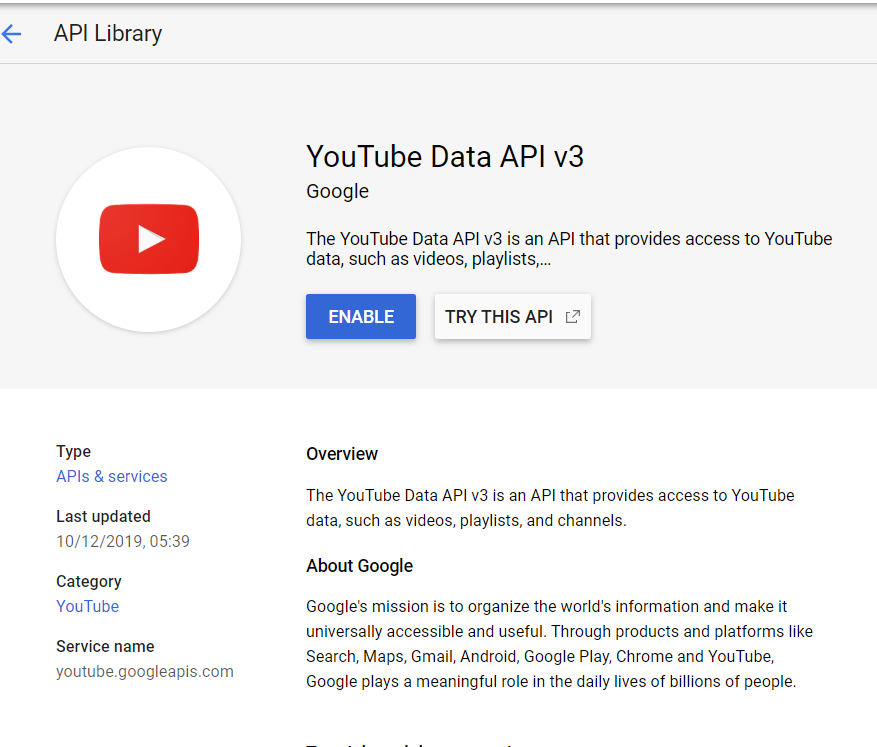 API Library
YouTube Data API v3
Google
The YouTube Data API v3 is an API that provides access to YouTube
data, such as videos, playlists,...
ENABLE
TRY THIS API
Type
APIs & services
Last updated
10/12/2019, 05:39
Category
YouTube
Service name
youtube.googleapis.com
Overview
The YouTube Data API v3 is an API that provides access to YouTube
data, such as videos, playlists, and channels.
About Google
Google's mission is to organize the world's information and make it
universally accessible and useful. Through products and platforms like
Search, Maps, Gmail, Android, Google Play, Chrome and YouTube,
Google plays a meaningful role in the daily lives of billions of people.